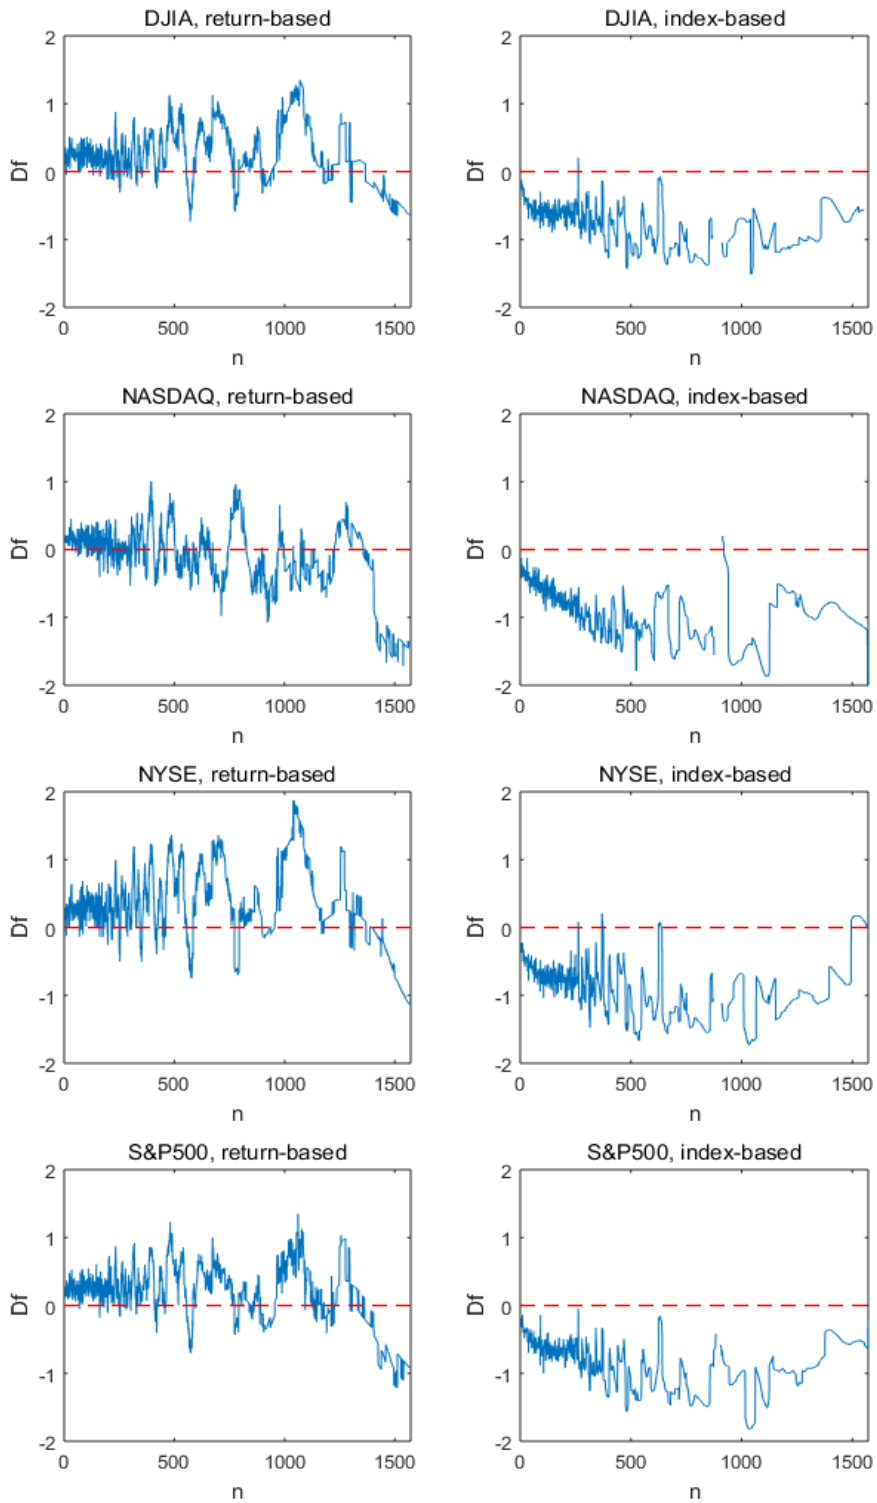 DJIA, return-based
2
1
0
-1
-2
Df
0 500 1000 1500
n
DJIA, index-based
2
1
0
-1
-2
Df
0 500 1000 1500
n
NASDAQ, return-based
2
1
0
-1
-2
Df
0 500 1000 1500
n
NASDAQ, index-based
2
1
0
-1
-2
Df
0 500 1000 1500
n
NYSE, return-based
2
1
0
-1
-2
Df
0 500 1000 1500
n
NYSE, index-based
2
1
0
-1
-2
Df
0 500 1000 1500
n
S&P500, return-based
2
1
0
-1
-2
Df
0 500 1000 1500
n
S&P500, index-based
2
1
0
-1
-2
Df
0 500 1000 1500
n